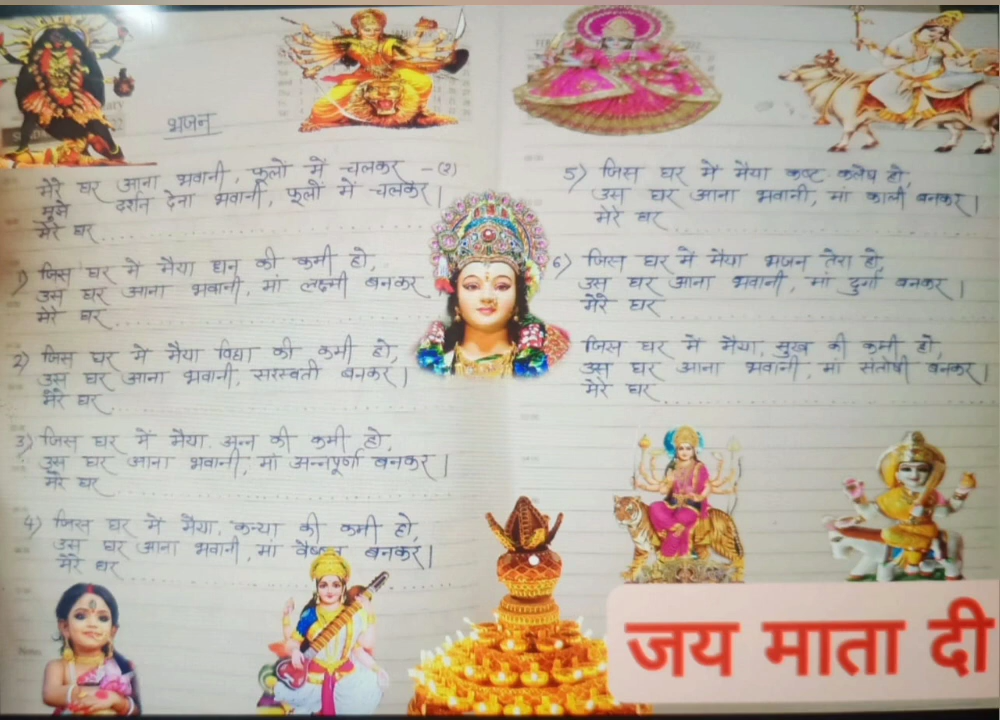 भजन
मेरे घर आना भवानी, फूलों में चलकर -(२)
मुझे दर्शन देना भवानी, फूलों में चलकर।
मेरे घर
1) जिस घर में मैया धन की कमी हो,
उस घर आना भवानी, मां लक्ष्मी बनकर,
मेरे घर
2) जिस घर मे मैया विद्या की कमी हो,
उस घर आना भवानी, सरस्वती बनकर।
मेरे घर
3) जिस घर में मैया, अन्न की कमी हो,
उस घर आना भवानी, मां अन्नपूर्णा बनकर।
मेरे घर
4) जिस घर में मैया, कन्या की कमी हो,
उस घर आना भवानी, मां बनकर।
मेरे घर
5) जिस घर में मैया कष्ट कलेष हो,
उस घर आना भवानी, मां काली बनकर।
मेरे घर
6) जिस घर मे मैया भजन तेरा हो,
उस घर आना भवानी, मां दुर्गा बनकर।
मेरे घर
जिस घर में मैया, सुख की कमी हो,
उस घर आना भवानी, मां संतोषी बनकर।
मेरे घर
जय माता दी